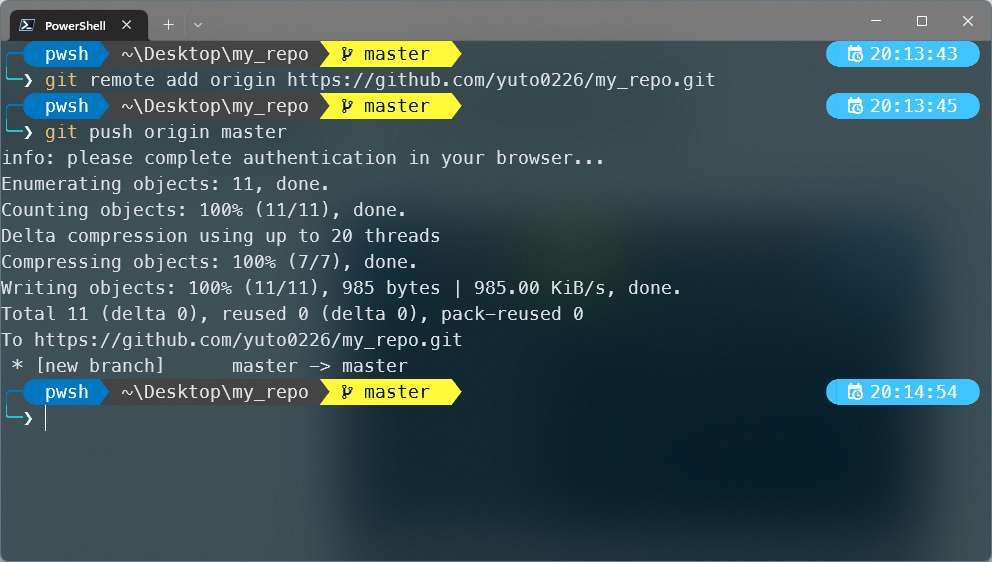 PowerShell
pwsh ~\Desktop\my_repo master 20:13:43
❯ git remote add origin https://github.com/yuto0226/my_repo.git
pwsh ~\Desktop\my_repo master 20:13:45
❯ git push origin master
info: please complete authentication in your browser...
Enumerating objects: 11, done.
Counting objects: 100% (11/11), done.
Delta compression using up to 20 threads
Compressing objects: 100% (7/7), done.
Writing objects: 100% (11/11), 985 bytes | 985.00 KiB/s, done.
Total 11 (delta 0), reused 0 (delta 0), pack-reused 0
To https://github.com/yuto0226/my_repo.git
 * [new branch]      master -> master
pwsh ~\Desktop\my_repo master 20:14:54
❯